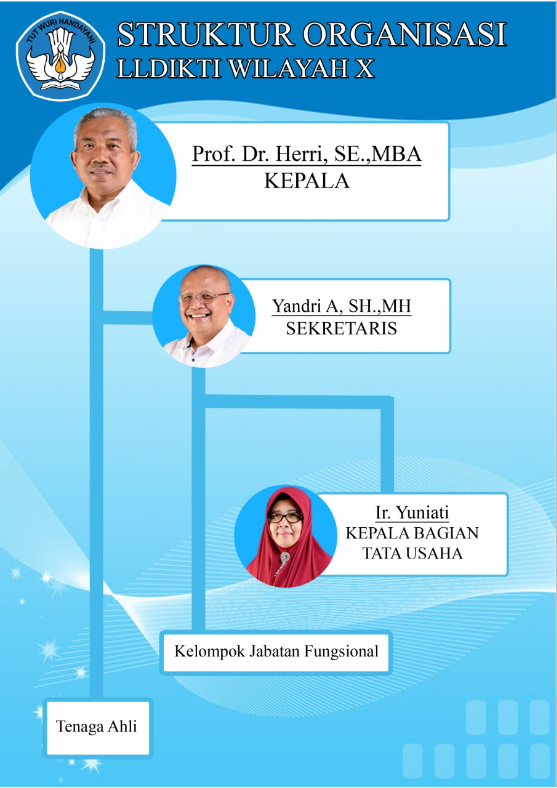 TUT WURI HANDAYANI
STRUKTUR ORGANISASI
LLDIKTI WILAYAH X
Prof. Dr. Herri, SE.,MBA
KEPALA
Yandri A, SH.,MH
SEKRETARIS
Ir. Yuniati
KEPALA BAGIAN
TATA USAHA
Kelompok Jabatan Fungsional
Tenaga Ahli